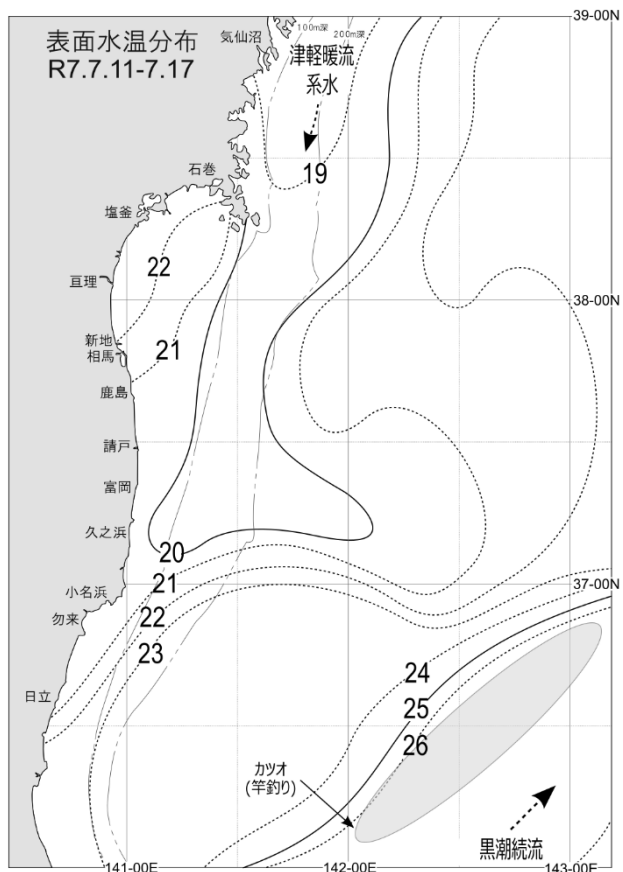 表面水温分布
R7.7.11-7.17
気仙沼
100m深
200m深
39-00N
津軽暖流
系水
石巻
19
塩釜
22
亘理
38-00N
新地
21
相馬
鹿島
請戸
富岡
久之浜
20
21
37-00N
小名浜
22
勿来
23
24
日立
25
26
カツオ
(竿釣り)
黒潮続流
141-00E
142-00E
143-00E